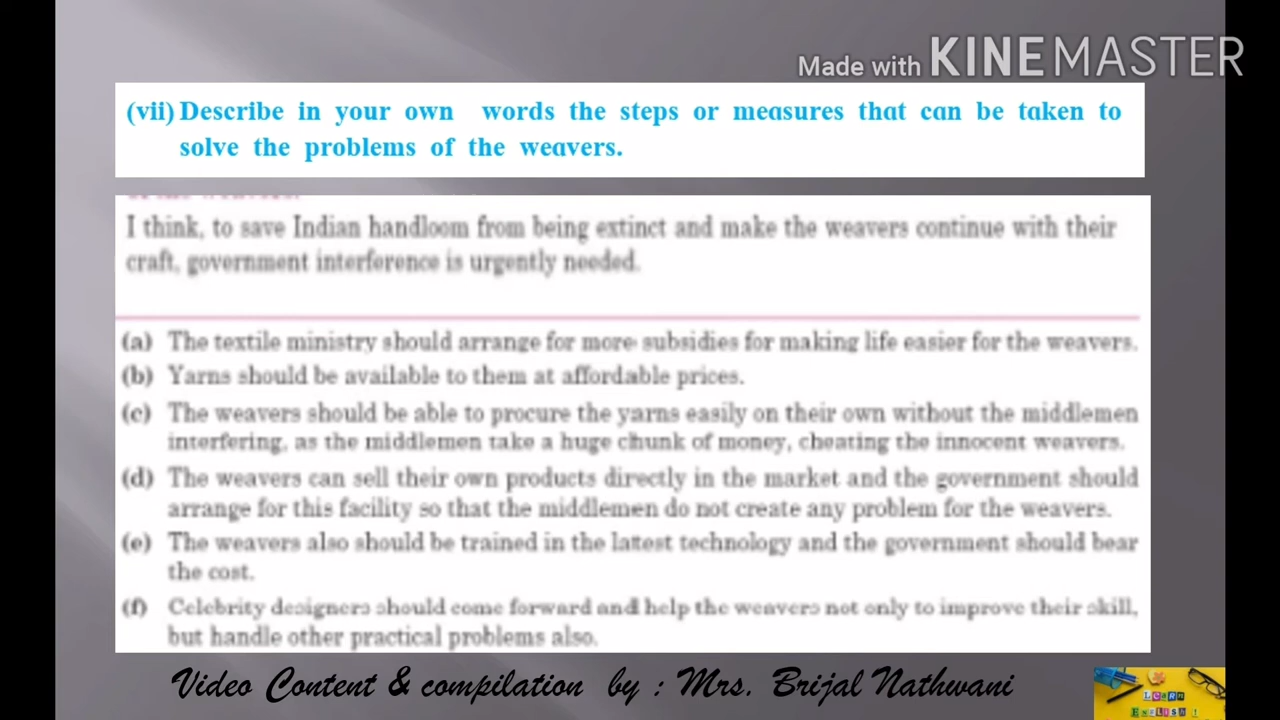 Made with KINEMASTER
(vii) Describe in your own words the steps or measures that can be taken to
solve the problems of the weavers.
I think, to save Indian handloom from being extinct and make the weavers continue with their
craft, government interference is urgently needed.
(a) The textile ministry should arrange for more subsidies for making life easier for the weavers.
(b) Yarns should be available to them at affordable prices.
(c) The weavers should be able to procure the yarns easily on their own without the middlemen
interfering, as the middlemen take a huge chunk of money, cheating the innocent weavers.
(d) The weavers can sell their own products directly in the market and the government should
arrange for this facility so that the middlemen do not create any problem for the weavers.
(e) The weavers also should be trained in the latest technology and the government should bear
the cost.
(f) Celebrity designers should come forward and help the weavers not only to improve their skill,
but handle other practical problems also.
Video Content & compilation by : Mrs. Brijal Nathwani
LEARN
ENGLISH !